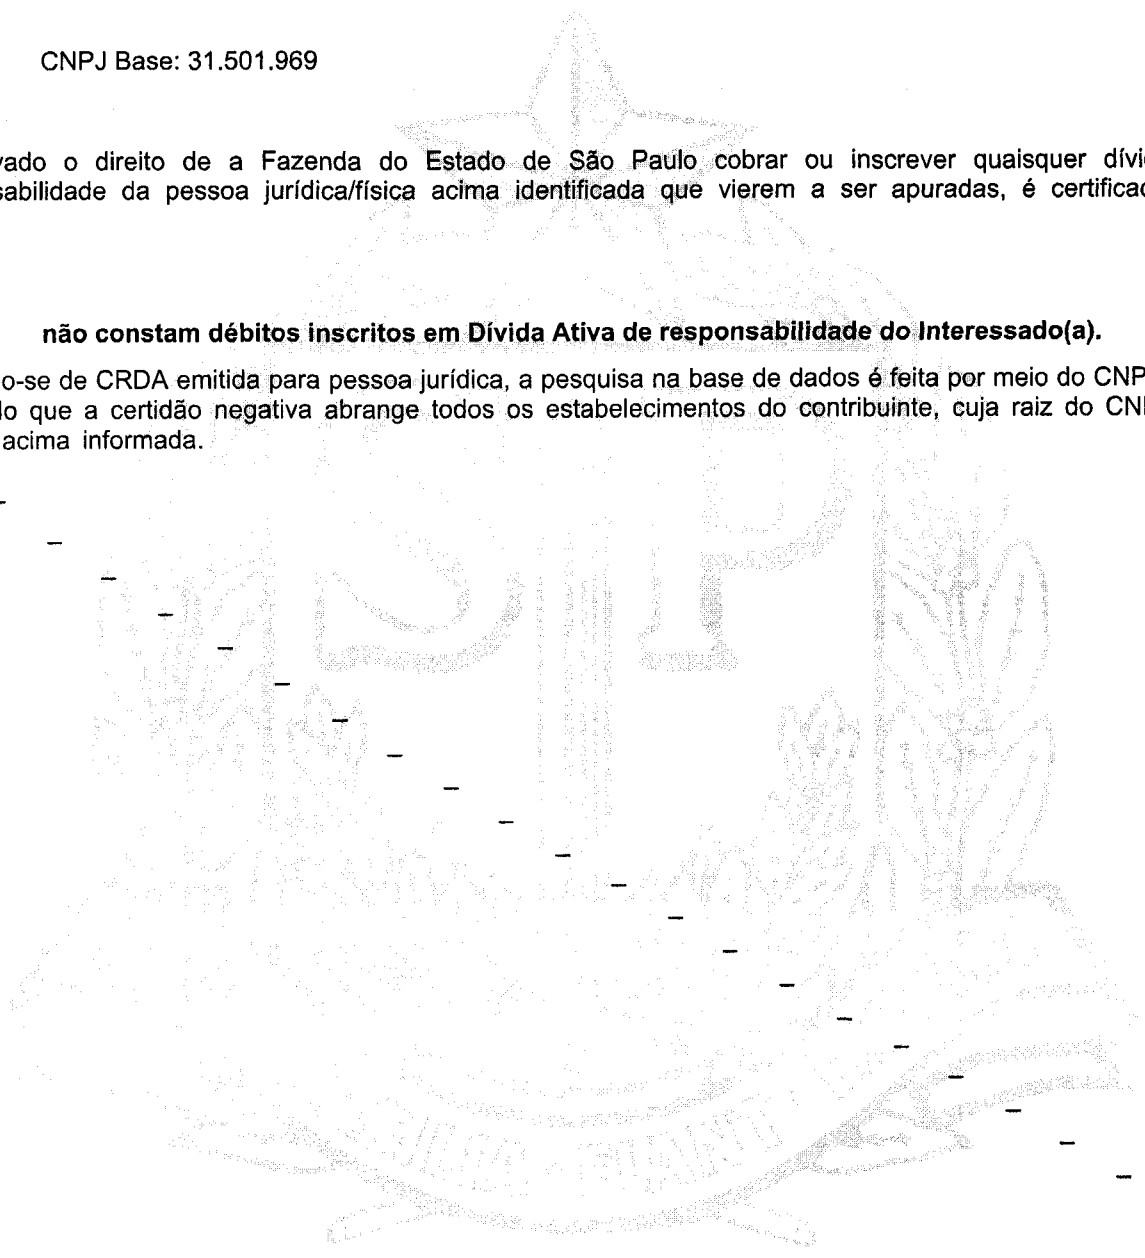 CNPJ Base: 31.501.969
vado o direito de a Fazenda do Estado de São Paulo cobrar ou inscrever quaisquer dívi
sabilidade da pessoa jurídica/física acima identificada que vierem a ser apuradas, é certificad
não constam débitos inscritos em Dívida Ativa de responsabilidade do Interessado(a).
o-se de CRDA emitida para pessoa jurídica, a pesquisa na base de dados é feita por meio do CNP
do que a certidão negativa abrange todos os estabelecimentos do contribuinte, cuja raiz do CN
acima informada.
SP